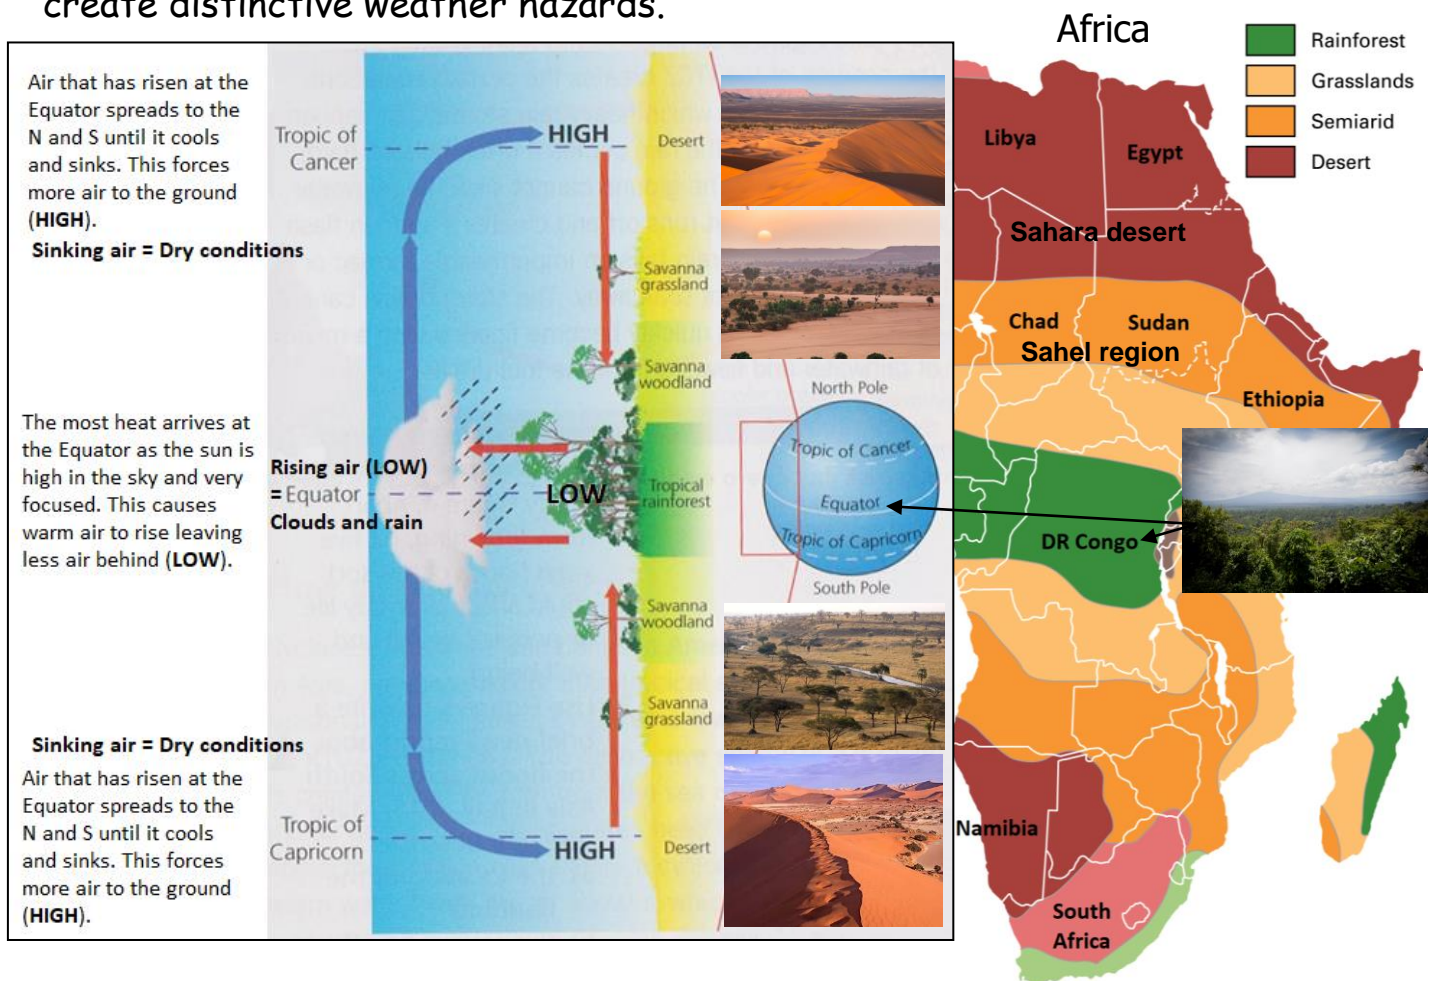 create distinctive weather hazards.
Air that has risen at the
Equator spreads to the
N and S until it cools
and sinks. This forces
more air to the ground
(HIGH).
Sinking air = Dry conditions
The most heat arrives at
the Equator as the sun is
high in the sky and very
focused. This causes
warm air to rise leaving
less air behind (LOW).
Sinking air = Dry conditions
Air that has risen at the
Equator spreads to the
N and S until it cools
and sinks. This forces
more air to the ground
(HIGH).
Tropic of
Cancer
HIGH
Desert
Savanna
grassland
Savanna
woodland
Rising air (LOW)
= Equator
Clouds and rain
LOW
Tropical
rainforest
Savanna
woodland
Savanna
grassland
Tropic of
Capricorn
HIGH
Desert
North Pole
Tropic of Cancer
Equator
Tropic of Capricorn
South Pole
Africa
Rainforest
Grasslands
Semiarid
Desert
Libya
Egypt
Sahara desert
Chad
Sudan
Sahel region
Ethiopia
DR Congo
Namibia
South
Africa